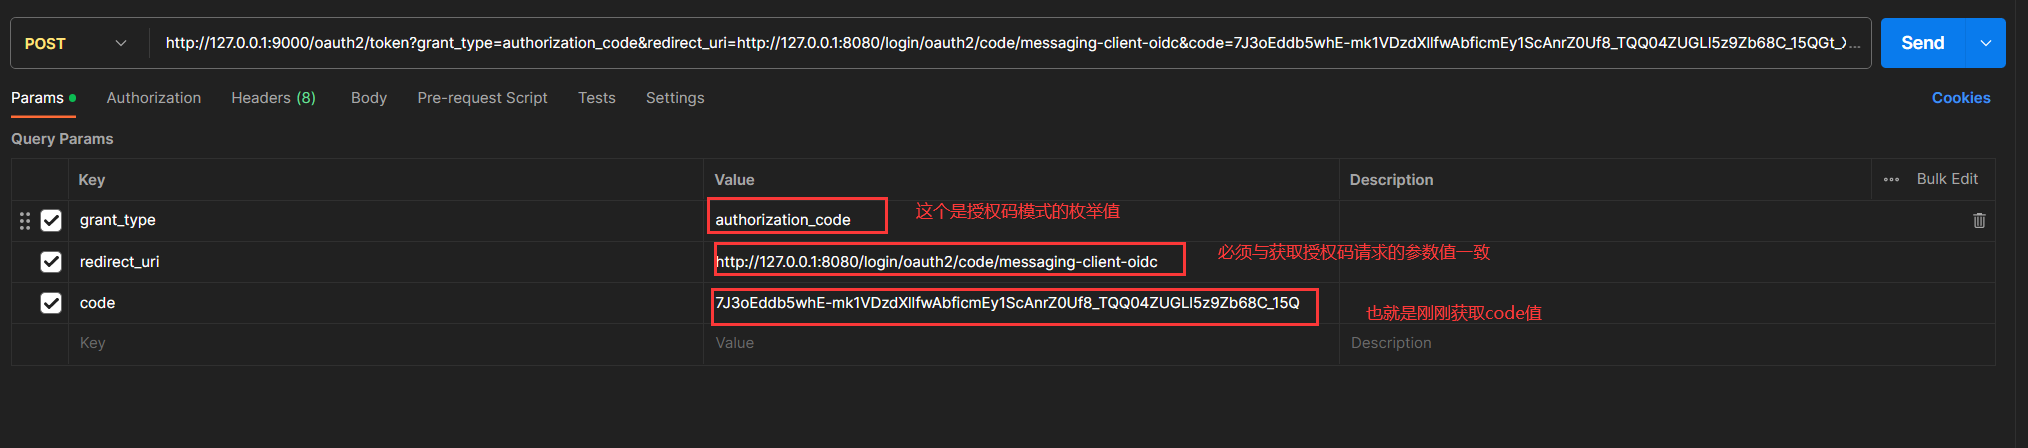 POST
http://127.0.0.1:9000/oauth2/token?grant_type=authorization_code&redirect_uri=http://127.0.0.1:8080/login/oauth2/code/messaging-client-oidc&code=7J3oEddb5whE-mk1VDzdXllfwAbficmEy1ScAnrZ0Uf8_TQQ04ZUGLI5z9Zb68C_15QGt_X...
Send
Params
Authorization
Headers (8)
Body
Pre-request Script
Tests
Settings
Cookies
Query Params
Key
Value
Description
Bulk Edit
grant_type
authorization_code
这个是授权码模式的枚举值
redirect_uri
http://127.0.0.1:8080/login/oauth2/code/messaging-client-oidc
必须与获取授权码请求的参数值一致
code
7J3oEddb5whE-mk1VDzdXllfwAbficmEy1ScAnrZ0Uf8_TQQ04ZUGLI5z9Zb68C_15Q
也就是刚刚获取code值
Key
Value
Description